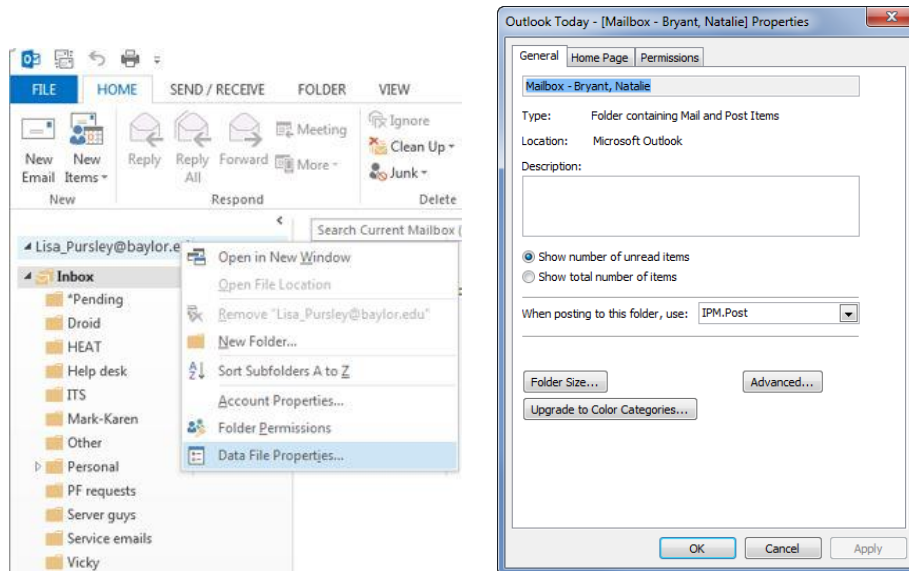 FILE HOME SEND / RECEIVE FOLDER VIEW
New Email
New Items
Reply
Reply All
Forward
Meeting
More
Ignore
Clean Up
Junk
New Respond Delete
Search Current Mailbox (
Lisa_Pursley@baylor.e
Inbox
*Pending
Droid
HEAT
Help desk
ITS
Mark-Karen
Other
Personal
PF requests
Server guys
Service emails
Vicky
Open in New Window
Open File Location
Remove "Lisa_Pursley@baylor.edu"
New Folder...
Sort Subfolders A to Z
Account Properties...
Folder Permissions
Data File Properties...
Outlook Today - [Mailbox - Bryant, Natalie] Properties
General Home Page Permissions
Mailbox - Bryant, Natalie
Type: Folder containing Mail and Post Items
Location: Microsoft Outlook
Description:
Show number of unread items
Show total number of items
When posting to this folder, use: IPM.Post
Folder Size... Advanced...
Upgrade to Color Categories...
OK Cancel Apply